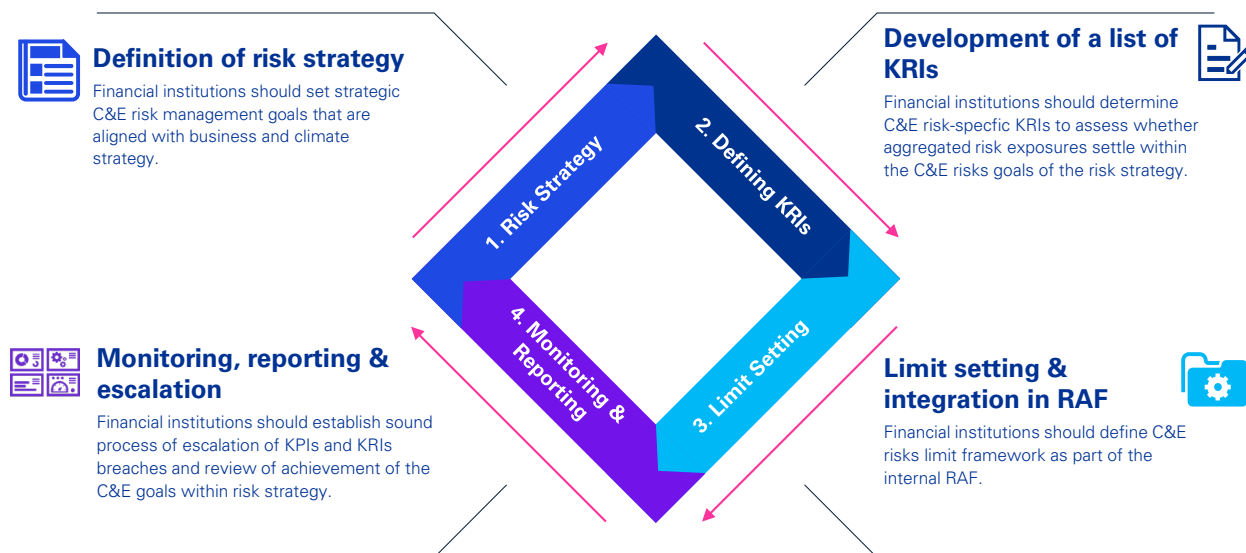 Definition of risk strategy
Financial institutions should set strategic
C&E risk management goals that are
aligned with business and climate
strategy.
Development of a list of
KRIs
Financial institutions should determine
C&E risk-specfic KRIs to assess whether
aggregated risk exposures settle within
the C&E risks goals of the risk strategy.
1. Risk Strategy
2. Defining KRIs
3. Limit Setting
4. Monitoring &
Reporting
Monitoring, reporting &
escalation
Financial institutions should establish sound
process of escalation of KPIs and KRIs
breaches and review of achievement of the
C&E goals within risk strategy.
Limit setting &
integration in RAF
Financial institutions should define C&E
risks limit framework as part of the
internal RAF.